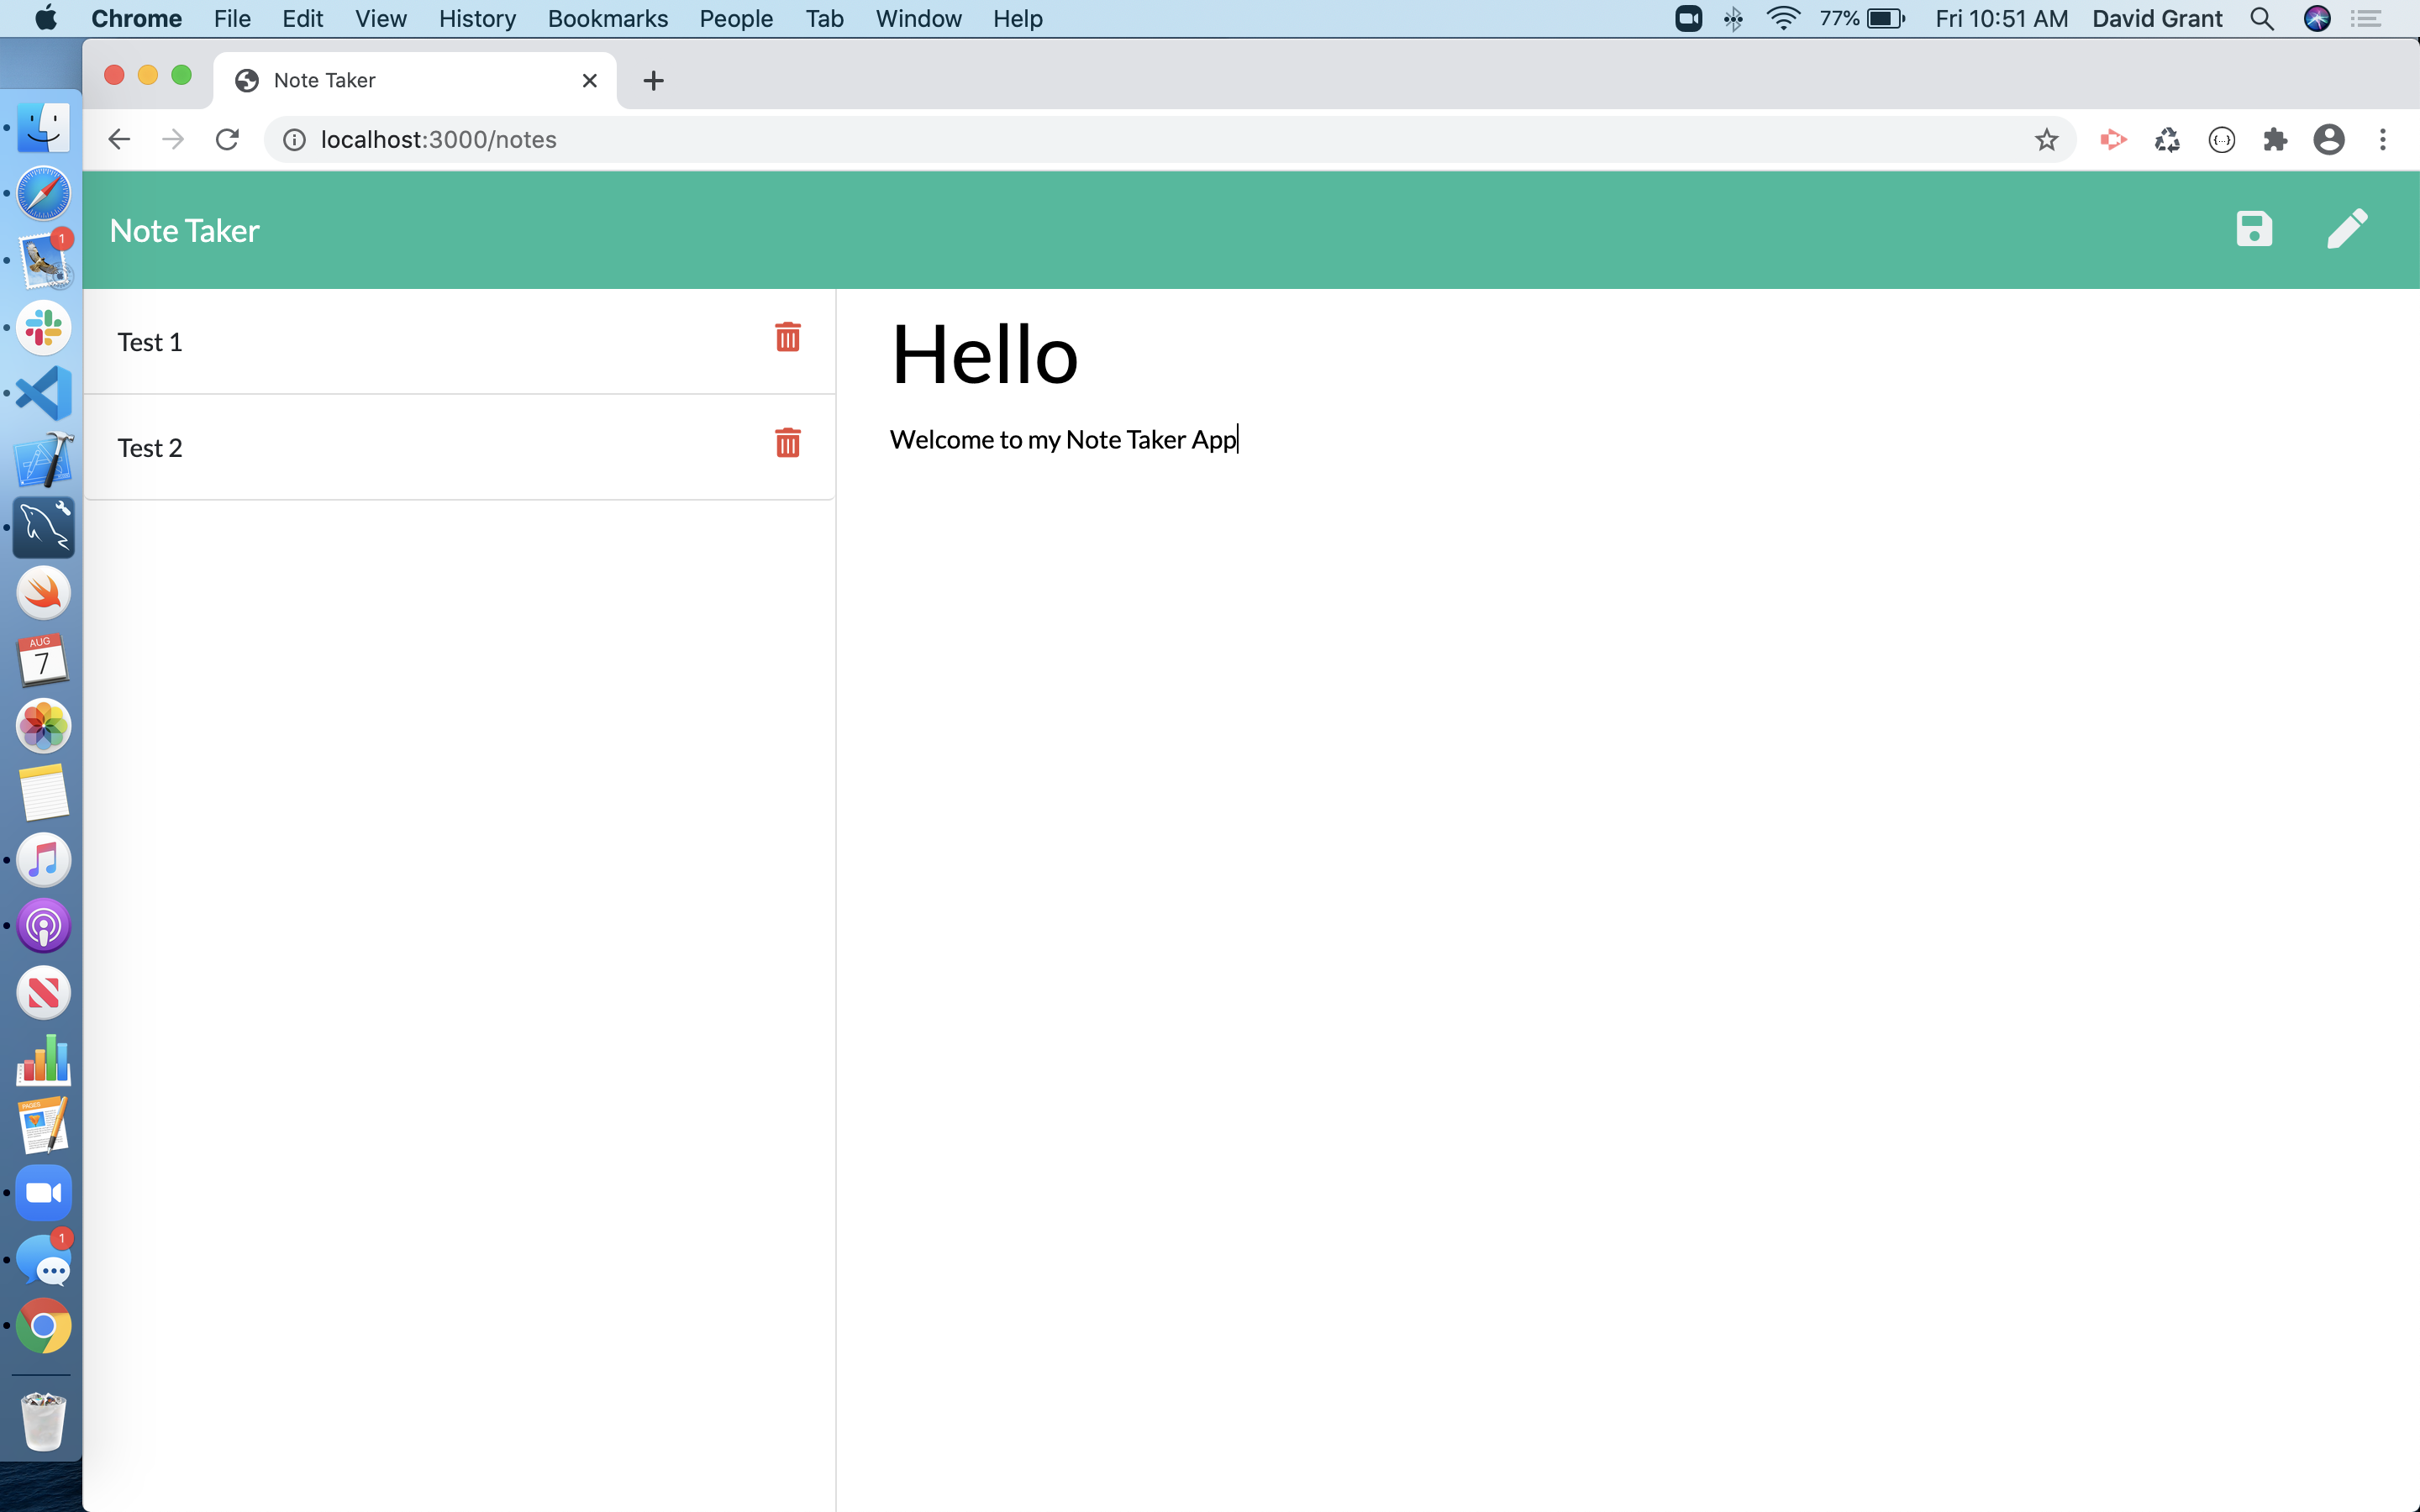 Chrome File Edit View History Bookmarks People Tab Window Help 77% Fri 10:51 AM David Grant
Note Taker
localhost:3000/notes
Note Taker
Test 1
Test 2
Hello
Welcome to my Note Taker App
1
AUG
7
PAGES
1